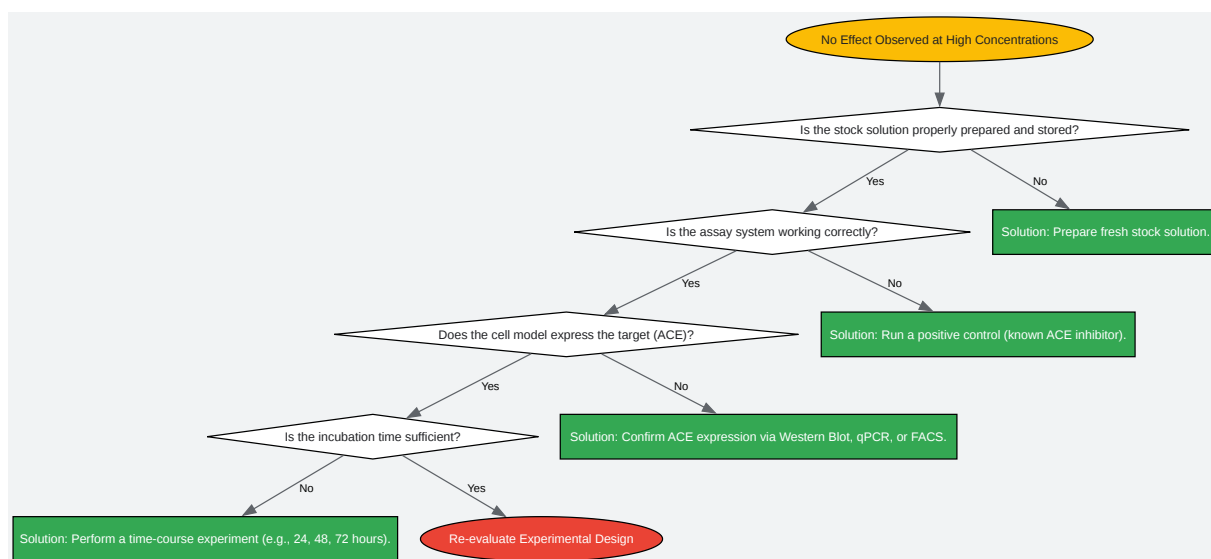 No Effect Observed at High Concentrations
Is the stock solution properly prepared and stored?
Yes
No
Is the assay system working correctly?
Solution: Prepare fresh stock solution.
Yes
No
Does the cell model express the target (ACE)?
Solution: Run a positive control (known ACE inhibitor).
Yes
No
Is the incubation time sufficient?
Solution: Confirm ACE expression via Western Blot, qPCR, or FACS.
No
Yes
Solution: Perform a time-course experiment (e.g., 24, 48, 72 hours).
Re-evaluate Experimental Design